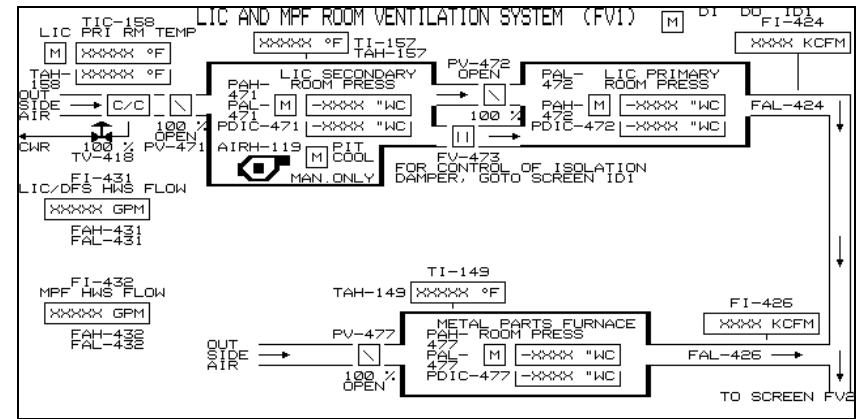 LIC AND MPF ROOM VENTILATION SYSTEM (FV1)
M DI DO ID1
TIC-158
LIC PRI RM TEMP
M XXXXX °F
TAH-158 XXXXX °F
XXXXX °F TI-157
TAH-157
PV-472
OPEN
100 %
FI-424
XXXX KCFM
FAL-424
OUT
SIDE
AIR
C/C
100 %
OPEN
PV-471
CWR
100 %
TV-418
LIC SECONDARY
ROOM PRESS
PAH-471
PAL-471
M -XXXX "WC
PDIC-471 -XXXX "WC
AIRH-119
M PIT
COOL
MAN.ONLY
LIC PRIMARY
ROOM PRESS
PAL-472
PAH-472
M -XXXX "WC
PDIC-472 -XXXX "WC
FV-473
FOR CONTROL OF ISOLATION
DAMPER, GOTO SCREEN ID1
FI-431
LIC/DFS HWS FLOW
XXXXX GPM
FAH-431
FAL-431
FI-432
MPF HWS FLOW
XXXXX GPM
FAH-432
FAL-432
TI-149
TAH-149 XXXXX °F
PV-477
OUT
SIDE
AIR
100 %
OPEN
METAL PARTS FURNACE
ROOM PRESS
PAH-477
PAL-477
M -XXXX "WC
PDIC-477 -XXXX "WC
FI-426
XXXX KCFM
FAL-426
TO SCREEN FV2